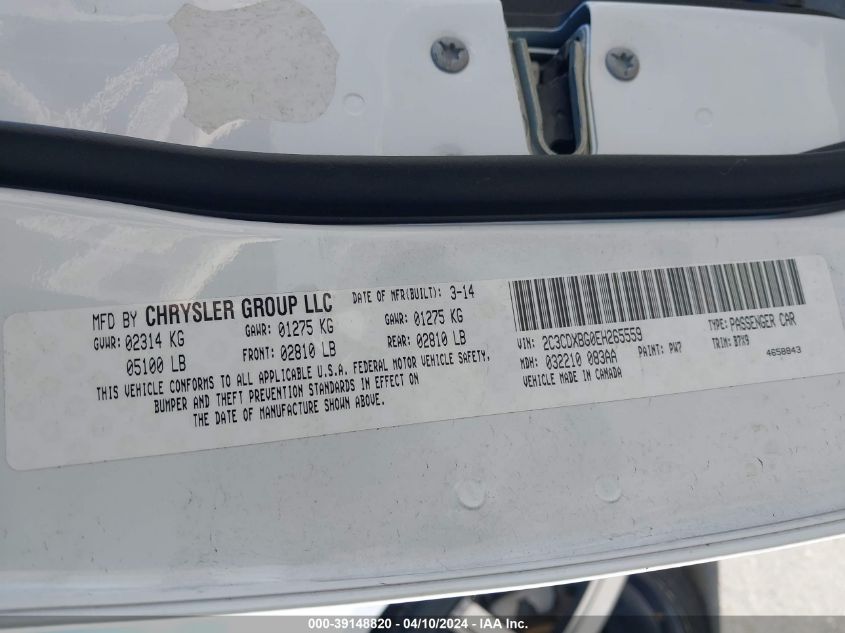 MFD BY CHRYSLER GROUP LLC DATE OF MFR(BUILT): 3-14
GVWR: 02314 KG GAWR: 01275 KG GAWR: 01275 KG
05100 LB FRONT: 02810 LB REAR: 02810 LB
THIS VEHICLE CONFORMS TO ALL APPLICABLE U.S.A. FEDERAL MOTOR VEHICLE SAFETY,
BUMPER AND THEFT PREVENTION STANDARDS IN EFFECT ON
THE DATE OF MANUFACTURE SHOWN ABOVE.
VIN: 2C3CDXBG0EH265559 TYPE: PASSENGER CAR
MDH: 032210 083AA PAINT: PW7 TRIM: B7X9
VEHICLE MADE IN CANADA 4658843
000-39148820 - 04/10/2024 - IAA Inc.